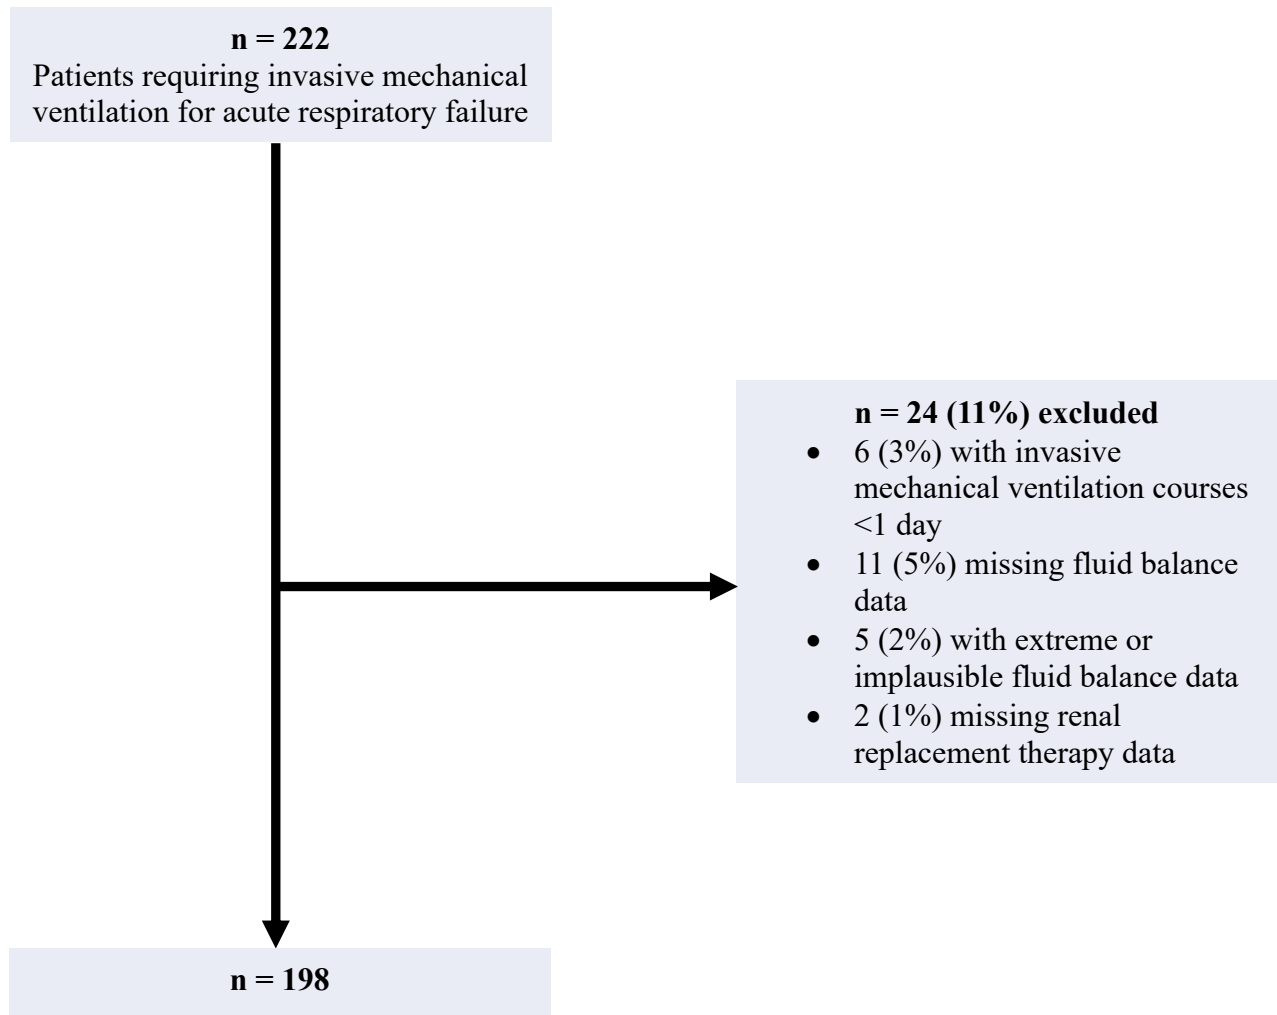 n = 222
Patients requiring invasive mechanical
ventilation for acute respiratory failure
n = 24 (11%) excluded
• 6 (3%) with invasive
mechanical ventilation courses
<1 day
• 11 (5%) missing fluid balance
data
• 5 (2%) with extreme or
implausible fluid balance data
• 2 (1%) missing renal
replacement therapy data
n = 198